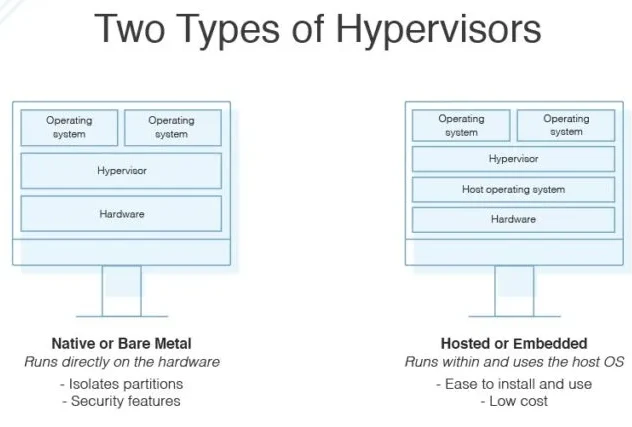 Two Types of Hypervisors
Operating system
Operating system
Hypervisor
Hardware
Native or Bare Metal
Runs directly on the hardware
- Isolates partitions
- Security features
Operating system
Operating system
Hypervisor
Host operating system
Hardware
Hosted or Embedded
Runs within and uses the host OS
- Ease to install and use
- Low cost